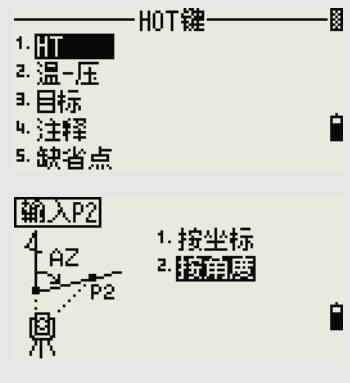 HOT键
1. HT
2. 温-压
3. 目标
4. 注释
5. 缺省点
输入P2
AZ
P2
1. 按坐标
2. 按角度